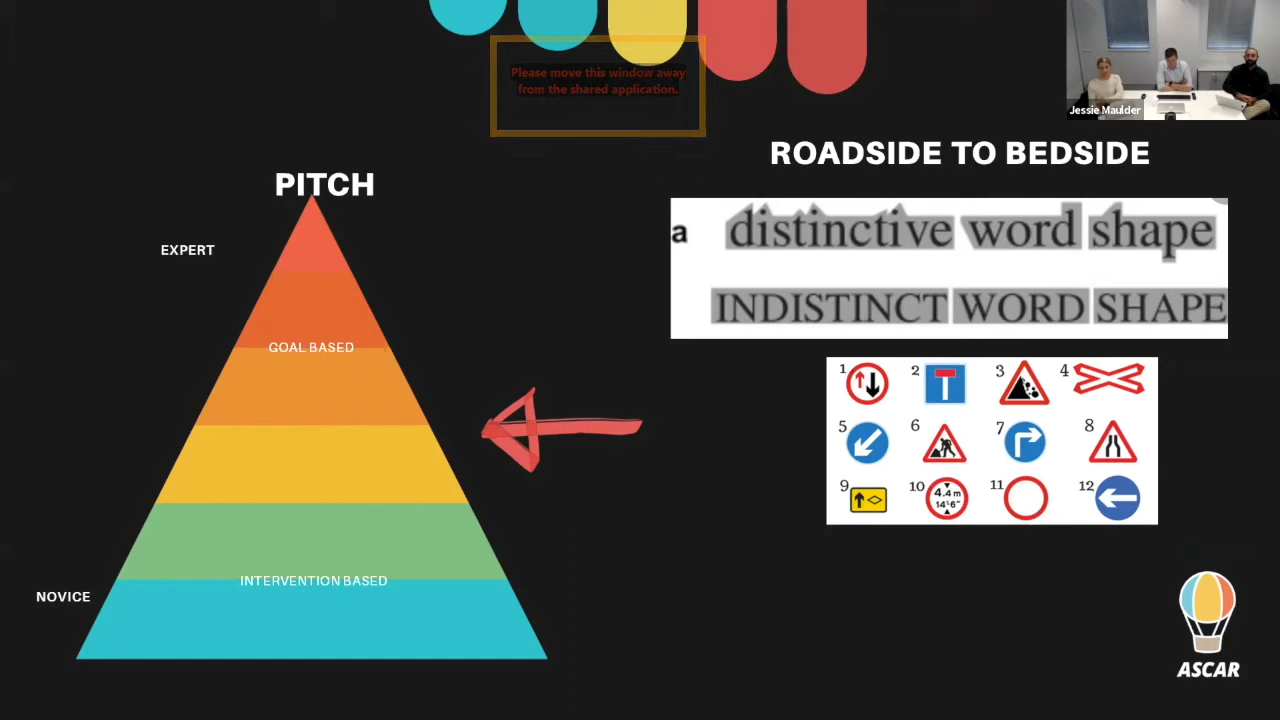 Please move this window away
from the shared application.
Jessie Maulder
PITCH
EXPERT
GOAL BASED
INTERVENTION BASED
NOVICE
ROADSIDE TO BEDSIDE
a distinctive word shape
INDISTINCT WORD SHAPE
1 2 3 4
5 6 7 8
9 10 4.4 m 11 12
14'6"
ASCAR